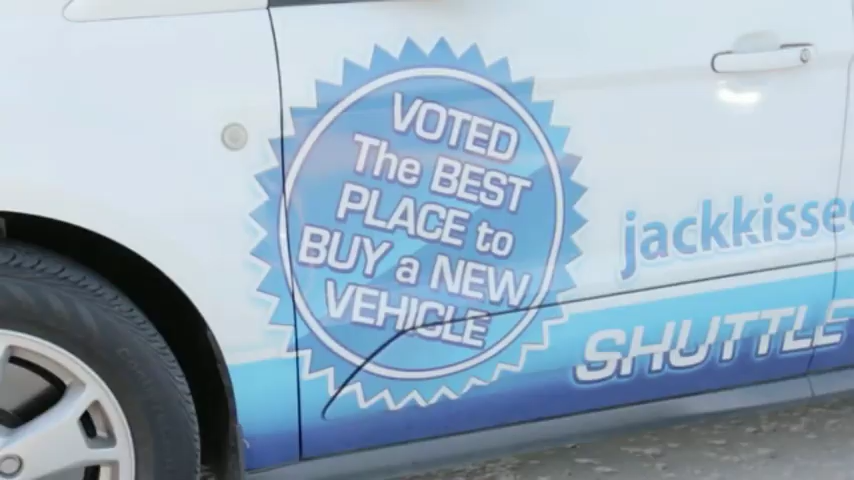 VOTED
The BEST
PLACE to
BUY a NEW
VEHICLE
jackkisse
SHUTTLE